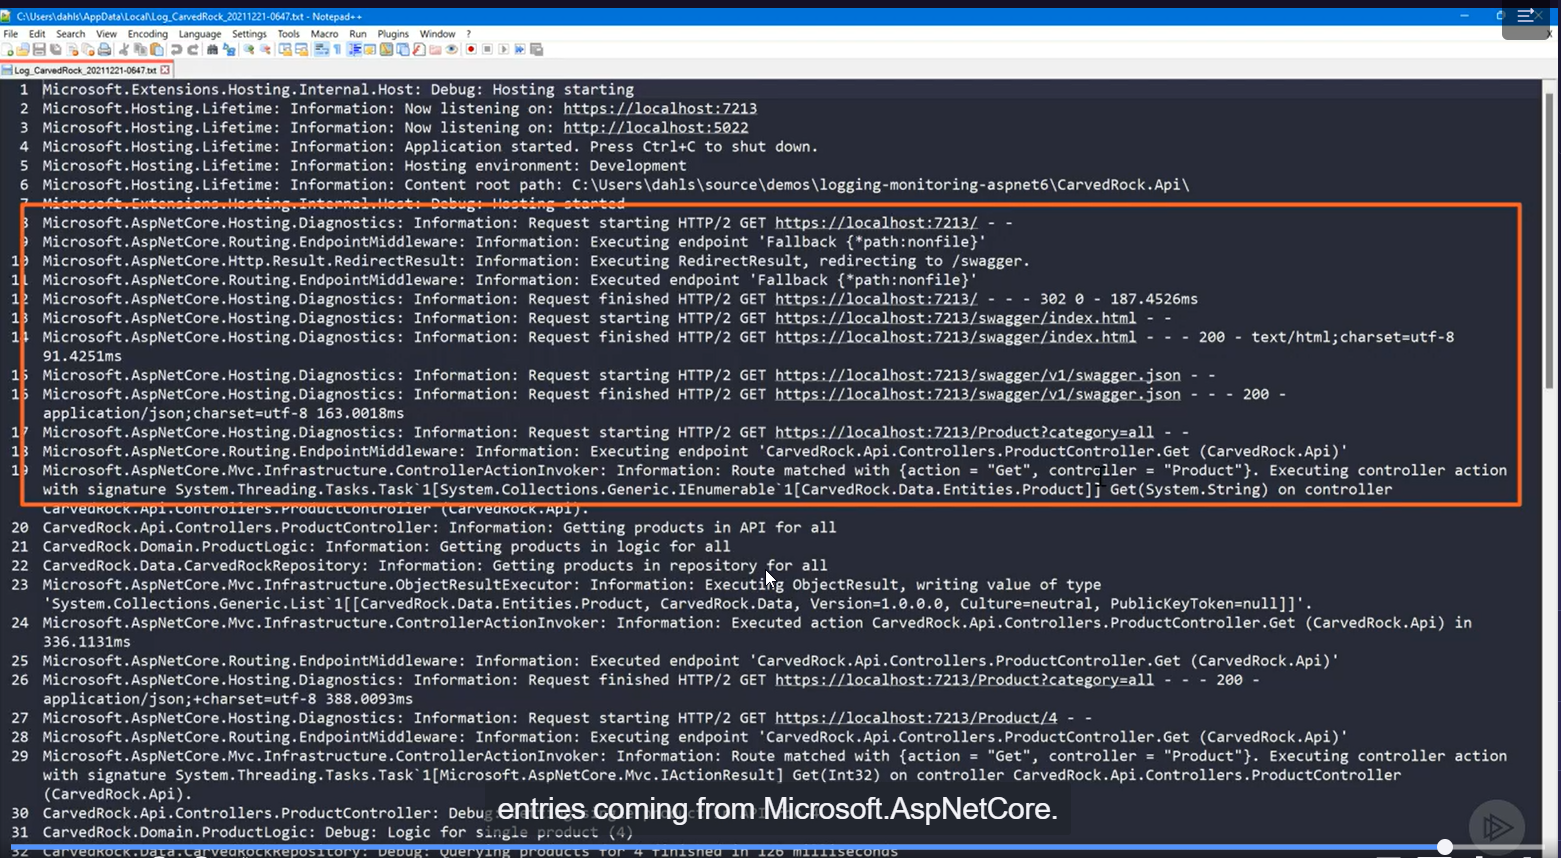 C:\Users\dahls\AppData\Local\Log_CarvedRock_20211221-0647.txt - Notepad++
File Edit Search View Encoding Language Settings Tools Macro Run Plugins Window ?
Log_CarvedRock_20211221-0647.txt
1 Microsoft.Extensions.Hosting.Internal.Host: Debug: Hosting starting
2 Microsoft.Hosting.Lifetime: Information: Now listening on: https://localhost:7213
3 Microsoft.Hosting.Lifetime: Information: Now listening on: http://localhost:5022
4 Microsoft.Hosting.Lifetime: Information: Application started. Press Ctrl+C to shut down.
5 Microsoft.Hosting.Lifetime: Information: Hosting environment: Development
6 Microsoft.Hosting.Lifetime: Information: Content root path: C:\Users\dahls\source\demos\logging-monitoring-aspnet6\CarvedRock.Api\
7 Microsoft.Extensions.Hosting.Internal.Host: Debug: Hosting started
8 Microsoft.AspNetCore.Hosting.Diagnostics: Information: Request starting HTTP/2 GET https://localhost:7213/ - -
9 Microsoft.AspNetCore.Routing.EndpointMiddleware: Information: Executing endpoint 'Fallback {*path:nonfile}'
10 Microsoft.AspNetCore.Http.Result.RedirectResult: Information: Executing RedirectResult, redirecting to /swagger.
11 Microsoft.AspNetCore.Routing.EndpointMiddleware: Information: Executed endpoint 'Fallback {*path:nonfile}'
12 Microsoft.AspNetCore.Hosting.Diagnostics: Information: Request finished HTTP/2 GET https://localhost:7213/ - - - 302 0 - 187.4526ms
13 Microsoft.AspNetCore.Hosting.Diagnostics: Information: Request starting HTTP/2 GET https://localhost:7213/swagger/index.html - -
14 Microsoft.AspNetCore.Hosting.Diagnostics: Information: Request finished HTTP/2 GET https://localhost:7213/swagger/index.html - - - 200 - text/html;charset=utf-8
91.4251ms
15 Microsoft.AspNetCore.Hosting.Diagnostics: Information: Request starting HTTP/2 GET https://localhost:7213/swagger/v1/swagger.json - -
16 Microsoft.AspNetCore.Hosting.Diagnostics: Information: Request finished HTTP/2 GET https://localhost:7213/swagger/v1/swagger.json - - - 200 -
application/json;charset=utf-8 163.0018ms
17 Microsoft.AspNetCore.Hosting.Diagnostics: Information: Request starting HTTP/2 GET https://localhost:7213/Product?category=all - -
18 Microsoft.AspNetCore.Routing.EndpointMiddleware: Information: Executing endpoint 'CarvedRock.Api.Controllers.ProductController.Get (CarvedRock.Api)'
19 Microsoft.AspNetCore.Mvc.Infrastructure.ControllerActionInvoker: Information: Route matched with {action = "Get", controller = "Product"}. Executing controller action
with signature System.Threading.Tasks.Task`1[System.Collections.Generic.IEnumerable`1[CarvedRock.Data.Entities.Product]] Get(System.String) on controller
CarvedRock.Api.Controllers.ProductController (CarvedRock.Api).
20 CarvedRock.Api.Controllers.ProductController: Information: Getting products in API for all
21 CarvedRock.Domain.ProductLogic: Information: Getting products in logic for all
22 CarvedRock.Data.CarvedRockRepository: Information: Getting products in repository for all
23 Microsoft.AspNetCore.Mvc.Infrastructure.ObjectResultExecutor: Information: Executing ObjectResult, writing value of type
'System.Collections.Generic.List`1[[CarvedRock.Data.Entities.Product, CarvedRock.Data, Version=1.0.0.0, Culture=neutral, PublicKeyToken=null]]'.
24 Microsoft.AspNetCore.Mvc.Infrastructure.ControllerActionInvoker: Information: Executed action CarvedRock.Api.Controllers.ProductController.Get (CarvedRock.Api) in
336.1131ms
25 Microsoft.AspNetCore.Routing.EndpointMiddleware: Information: Executed endpoint 'CarvedRock.Api.Controllers.ProductController.Get (CarvedRock.Api)'
26 Microsoft.AspNetCore.Hosting.Diagnostics: Information: Request finished HTTP/2 GET https://localhost:7213/Product?category=all - - - 200 -
application/json;+charset=utf-8 388.0093ms
27 Microsoft.AspNetCore.Hosting.Diagnostics: Information: Request starting HTTP/2 GET https://localhost:7213/Product/4 - -
28 Microsoft.AspNetCore.Routing.EndpointMiddleware: Information: Executing endpoint 'CarvedRock.Api.Controllers.ProductController.Get (CarvedRock.Api)'
29 Microsoft.AspNetCore.Mvc.Infrastructure.ControllerActionInvoker: Information: Route matched with {action = "Get", controller = "Product"}. Executing controller action
with signature System.Threading.Tasks.Task`1[Microsoft.AspNetCore.Mvc.IActionResult] Get(Int32) on controller CarvedRock.Api.Controllers.ProductController
(CarvedRock.Api).
30 CarvedRock.Api.Controllers.ProductController: Debug
entries coming from Microsoft.AspNetCore.
31 CarvedRock.Domain.ProductLogic: Debug: Logic for single product (4)
32 CarvedRock.Data.CarvedRockRepository: Debug: Querying products for 4 finished in 126 milliseconds